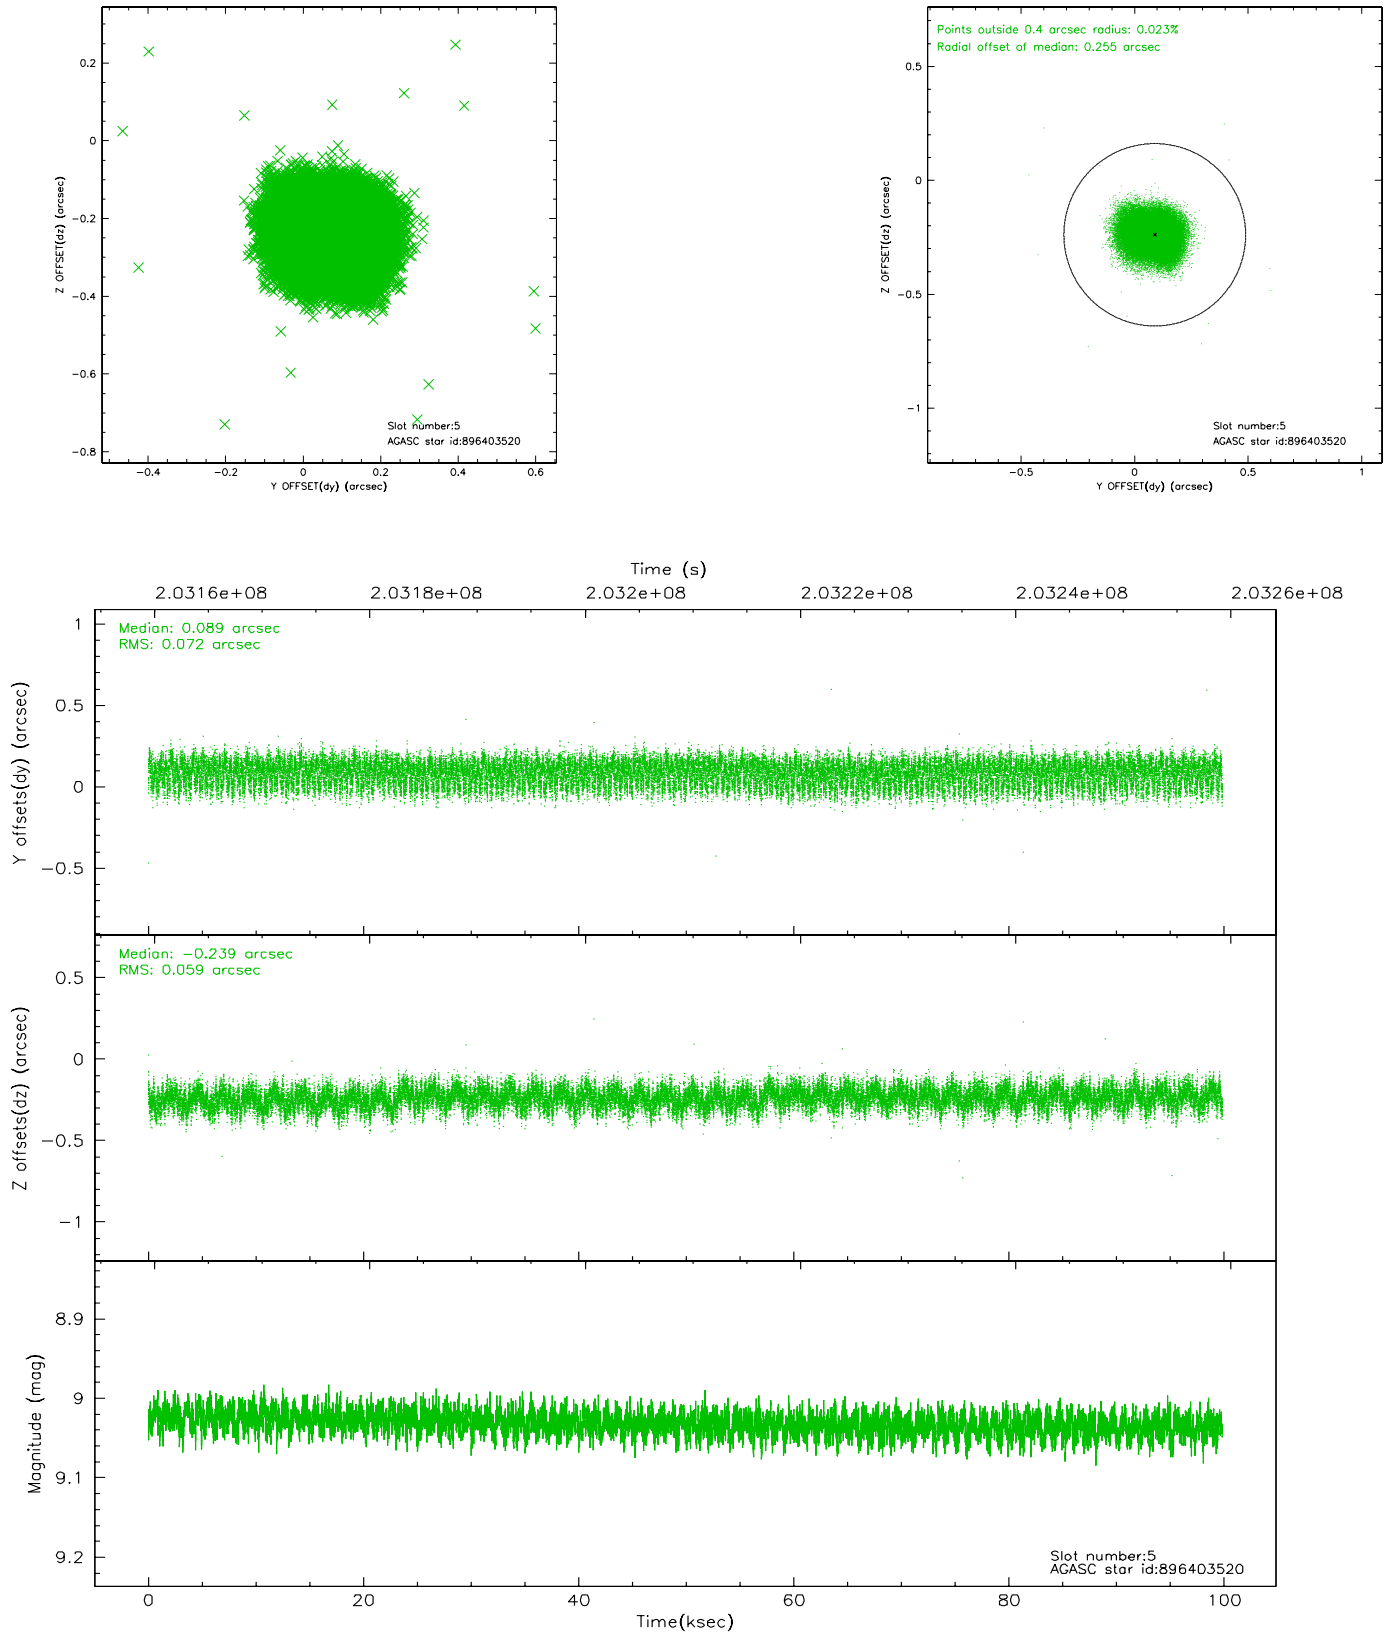 0.2
0
−0.2
−0.4
−0.6
−0.8
Z OFFSET(dz) (arcsec)
Slot number:5
AGASC star id:896403520
−0.4 −0.2 0 0.2 0.4 0.6
Y OFFSET(dy) (arcsec)
Points outside 0.4 arcsec radius: 0.023%
Radial offset of median: 0.255 arcsec
0.5
0
−0.5
−1
Z OFFSET(dz) (arcsec)
Slot number:5
AGASC star id:896403520
−0.5 0 0.5 1
Y OFFSET(dy) (arcsec)
Time (s)
2.0316e+08 2.0318e+08 2.032e+08 2.0322e+08 2.0324e+08 2.0326e+08
Median: 0.089 arcsec
RMS: 0.072 arcsec
1
0.5
0
−0.5
Y offsets(dy) (arcsec)
Median: −0.239 arcsec
RMS: 0.059 arcsec
0.5
0
−0.5
−1
Z offsets(dz) (arcsec)
8.9
9
9.1
9.2
Magnitude (mag)
Slot number:5
AGASC star id:896403520
0 20 40 60 80 100
Time(ksec)